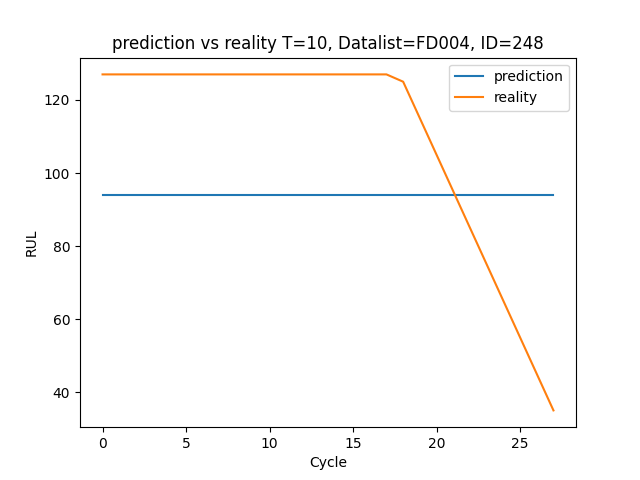 prediction vs reality T=10, Datalist=FD004, ID=248
prediction
reality
120
100
80
60
40
RUL
0 5 10 15 20 25
Cycle